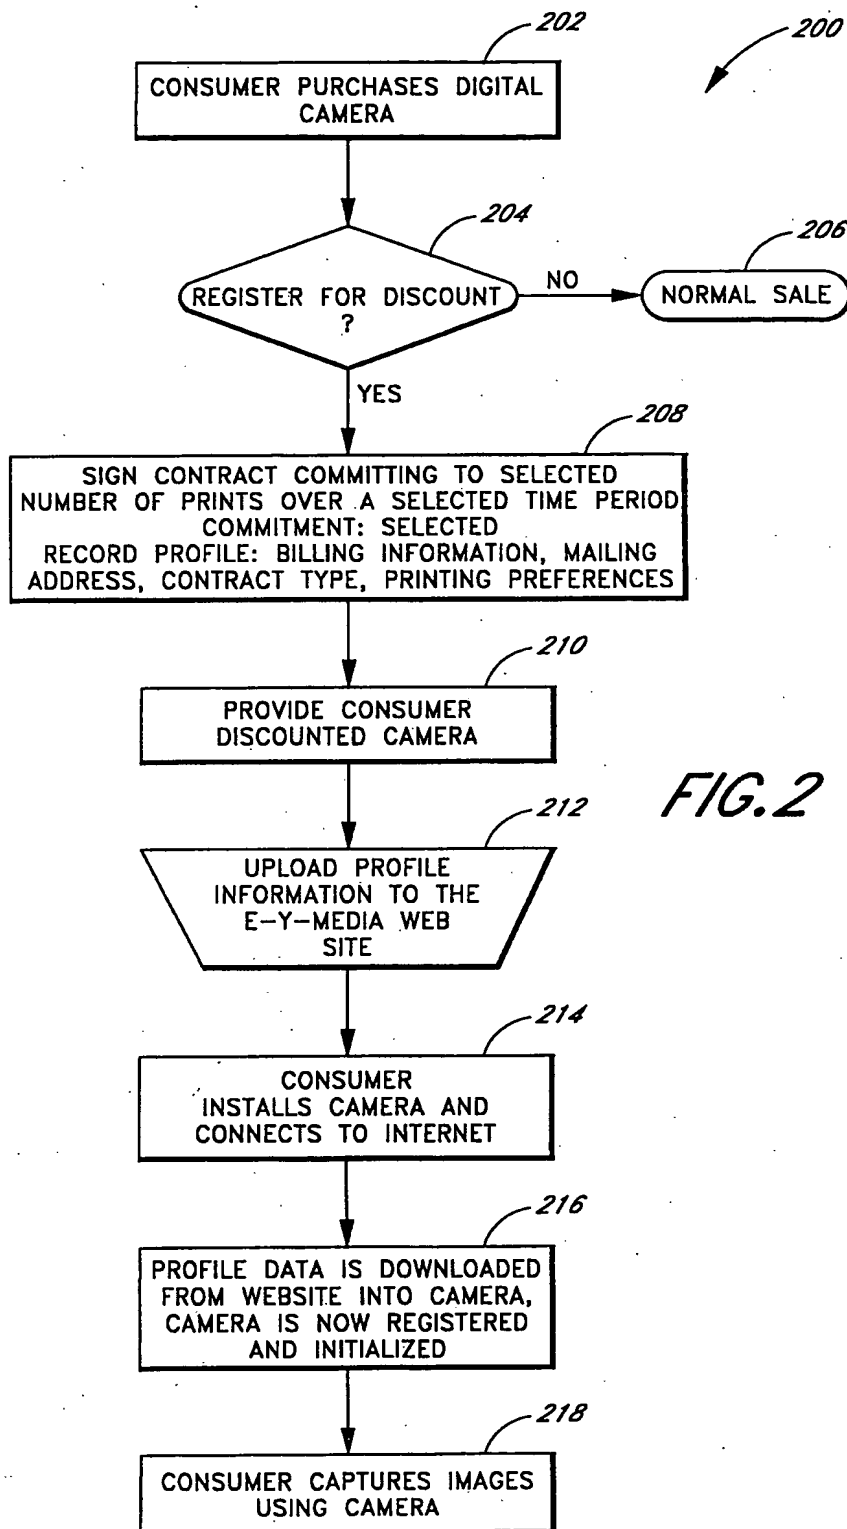 202
200
CONSUMER PURCHASES DIGITAL
CAMERA
204
206
REGISTER FOR DISCOUNT
?
NO
NORMAL SALE
YES
208
SIGN CONTRACT COMMITTING TO SELECTED
NUMBER OF PRINTS OVER A SELECTED TIME PERIOD
COMMITMENT: SELECTED
RECORD PROFILE: BILLING INFORMATION, MAILING
ADDRESS, CONTRACT TYPE, PRINTING PREFERENCES
210
PROVIDE CONSUMER
DISCOUNTED CAMERA
FIG.2
212
UPLOAD PROFILE
INFORMATION TO THE
E-Y-MEDIA WEB
SITE
214
CONSUMER
INSTALLS CAMERA AND
CONNECTS TO INTERNET
216
PROFILE DATA IS DOWNLOADED
FROM WEBSITE INTO CAMERA,
CAMERA IS NOW REGISTERED
AND INITIALIZED
218
CONSUMER CAPTURES IMAGES
USING CAMERA